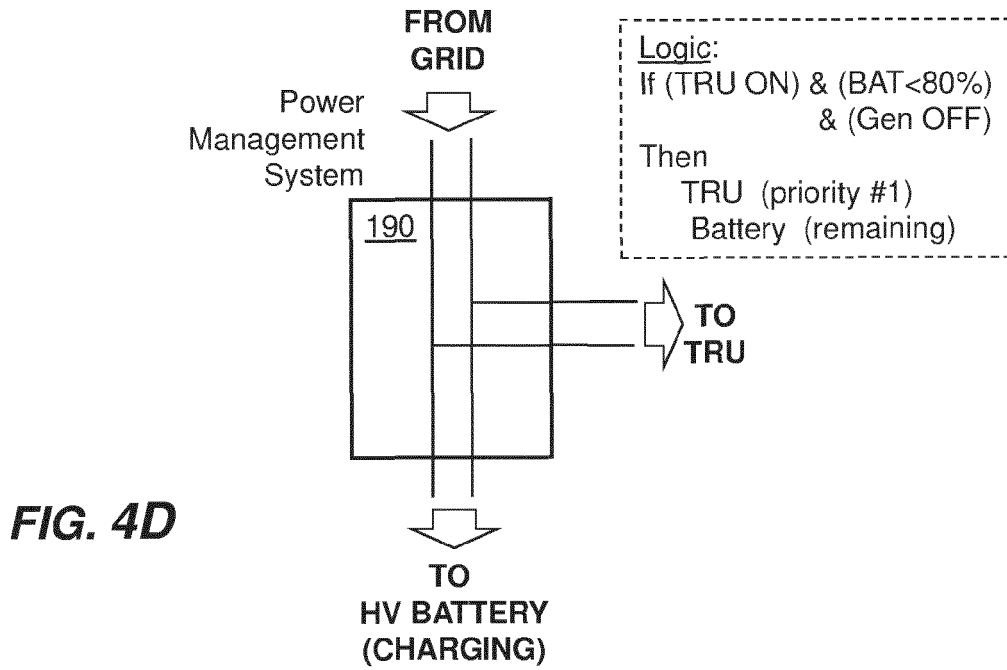 FROM
GRID
Power
Management
System
190
Logic:
If (TRU ON) & (BAT<80%)
& (Gen OFF)
Then
TRU (priority #1)
Battery (remaining)
TO
TRU
FIG. 4D
TO
HV BATTERY
(CHARGING)